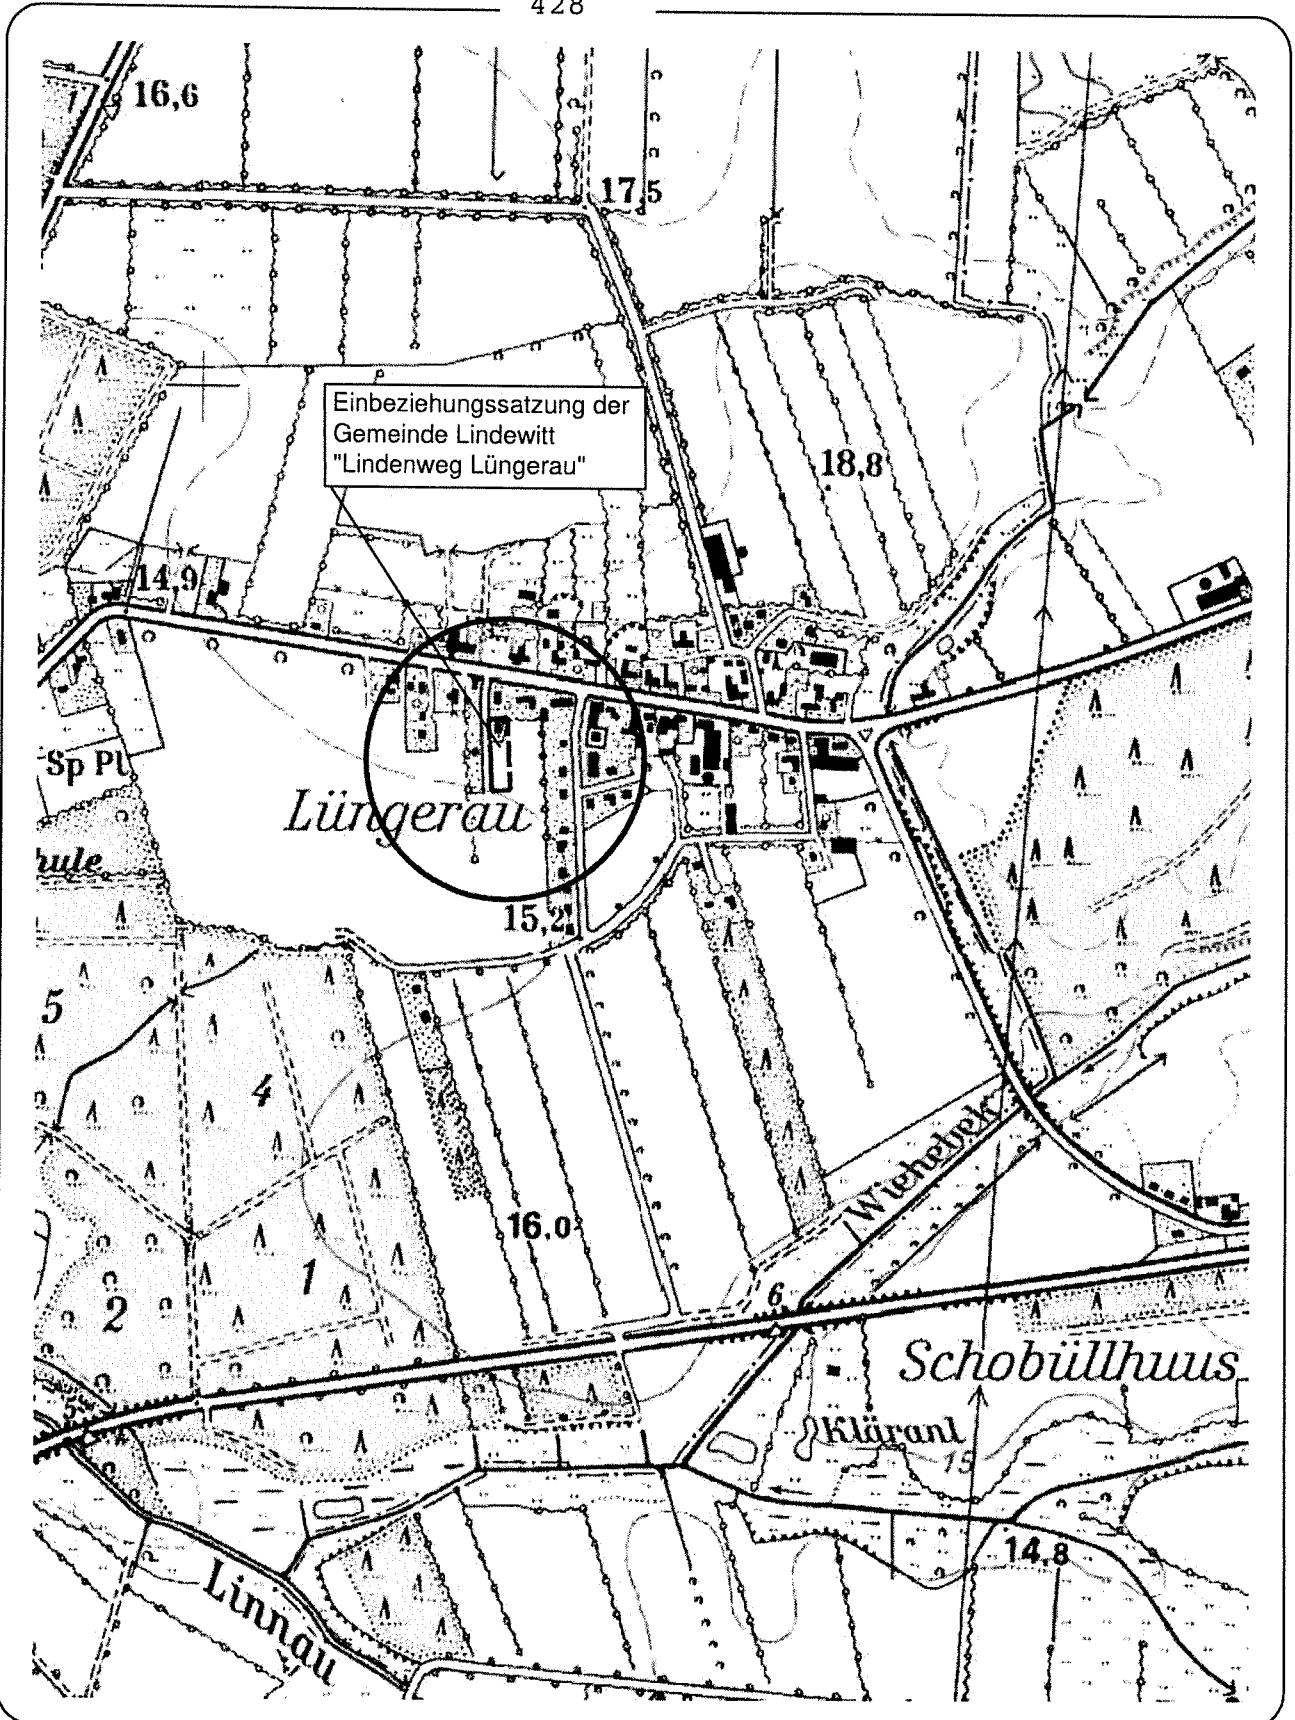 428
16,6
17,5
Einbeziehungssatzung der
Gemeinde Lindewitt
"Lindenweg Lüngerau"
18,8
14,9
Sp Pl
Lüngerau
hule
15,2
5
4
Wiehebek
16,0
1
2
6
Schobüllhuus
Kläranl
15
14,8
Linnau